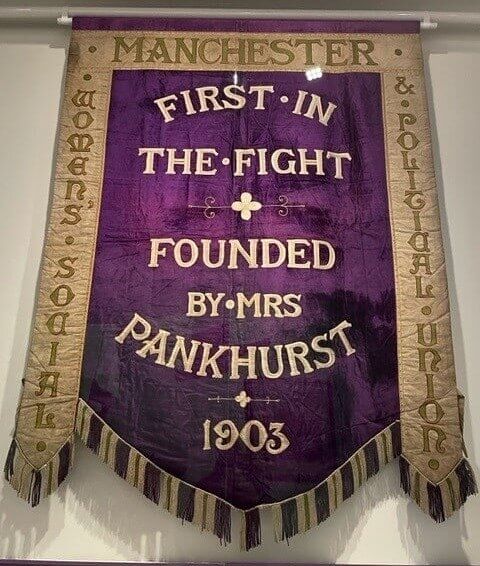 · MANCHESTER ·
· WOMEN'S · SOCIAL ·
& · POLITICAL · UNION ·
FIRST · IN
THE · FIGHT
FOUNDED
BY · MRS
PANKHURST
1903